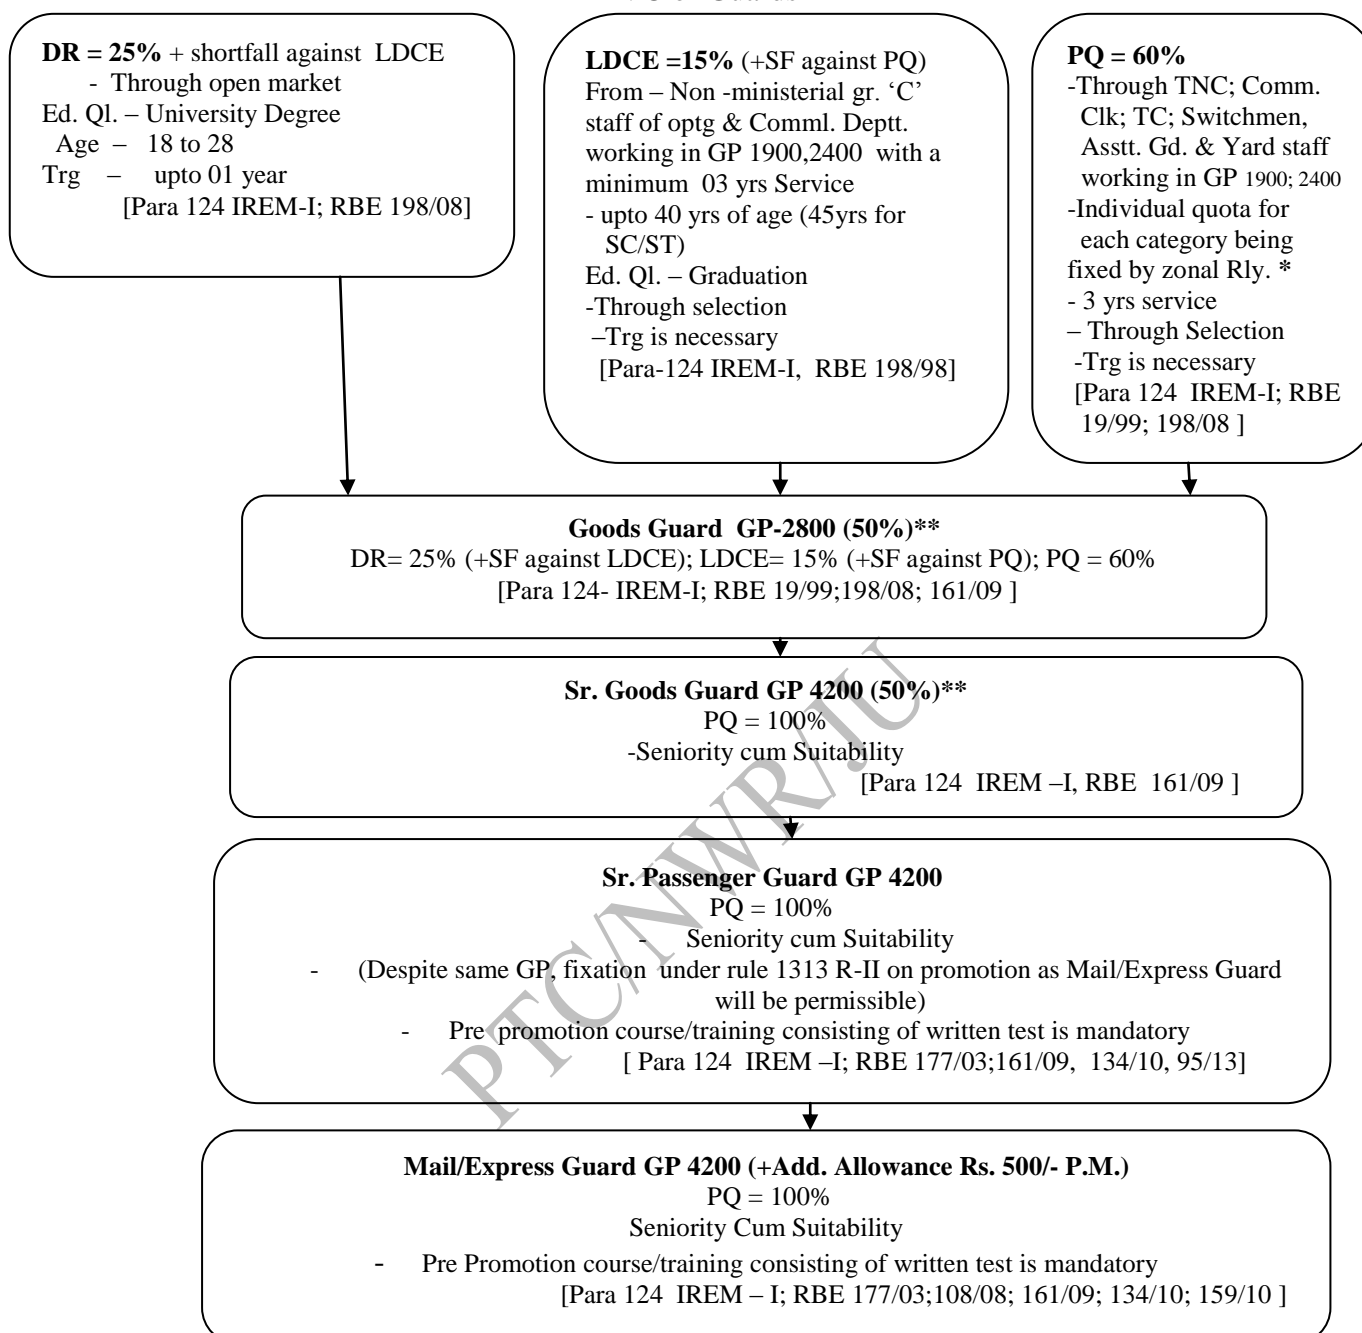 DR = 25% + shortfall against LDCE
- Through open market
Ed. Ql. – University Degree
Age – 18 to 28
Trg – upto 01 year
[Para 124 IREM-I; RBE 198/08]
LDCE =15% (+SF against PQ)
From – Non -ministerial gr. ‘C’
staff of optg & Comml. Deptt.
working in GP 1900,2400 with a
minimum 03 yrs Service
- upto 40 yrs of age (45yrs for
SC/ST)
Ed. Ql. – Graduation
-Through selection
–Trg is necessary
[Para-124 IREM-I, RBE 198/98]
PQ = 60%
-Through TNC; Comm.
Clk; TC; Switchmen,
Asstt. Gd. & Yard staff
working in GP 1900; 2400
-Individual quota for
each category being
fixed by zonal Rly. *
- 3 yrs service
– Through Selection
-Trg is necessary
[Para 124 IREM-I; RBE
19/99; 198/08 ]
Goods Guard GP-2800 (50%)**
DR= 25% (+SF against LDCE); LDCE= 15% (+SF against PQ); PQ = 60%
[Para 124- IREM-I; RBE 19/99;198/08; 161/09 ]
Sr. Goods Guard GP 4200 (50%)**
PQ = 100%
-Seniority cum Suitability
[Para 124 IREM –I, RBE 161/09 ]
Sr. Passenger Guard GP 4200
PQ = 100%
- Seniority cum Suitability
- (Despite same GP, fixation under rule 1313 R-II on promotion as Mail/Express Guard
will be permissible)
- Pre promotion course/training consisting of written test is mandatory
[ Para 124 IREM –I; RBE 177/03;161/09, 134/10, 95/13]
Mail/Express Guard GP 4200 (+Add. Allowance Rs. 500/- P.M.)
PQ = 100%
Seniority Cum Suitability
- Pre Promotion course/training consisting of written test is mandatory
[Para 124 IREM – I; RBE 177/03;108/08; 161/09; 134/10; 159/10 ]
PTC/NWR/JU